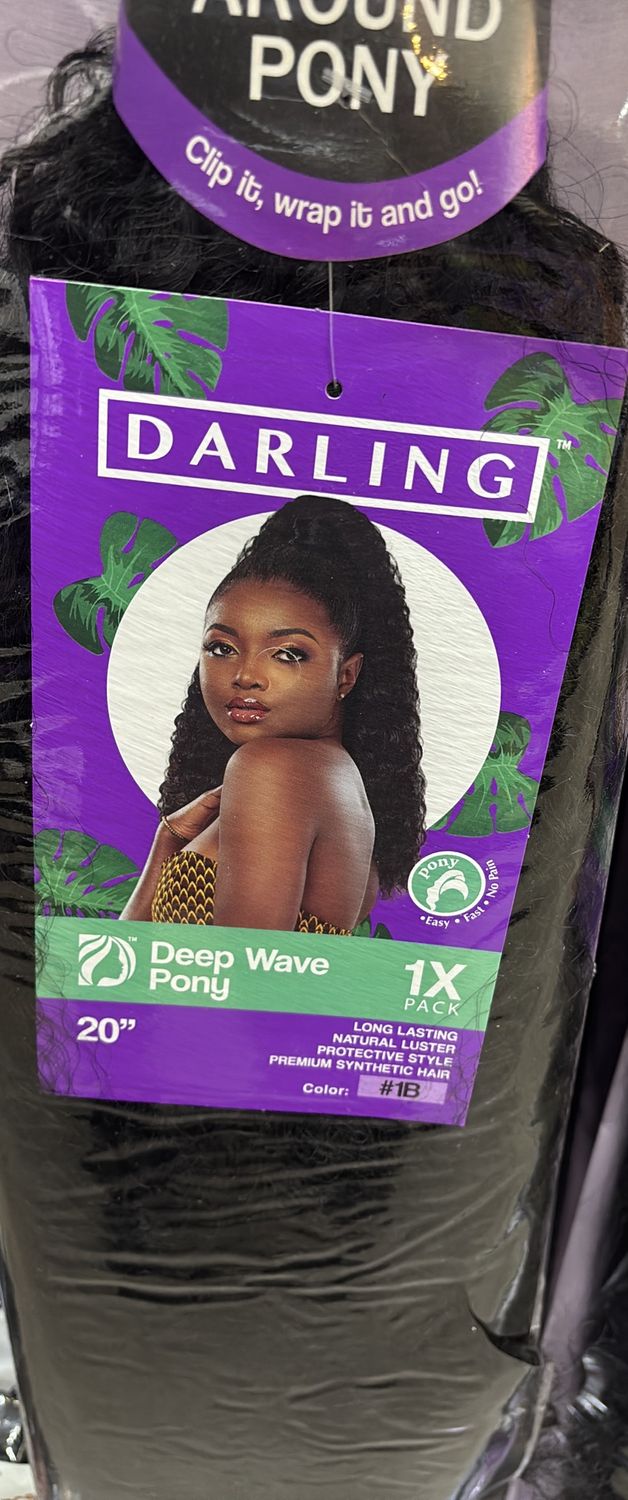 AROUND
PONY
Clip it, wrap it and go!
DARLING™
pony
•Easy • Fast • No Pain
Deep Wave
Pony
1X
PACK
20”
LONG LASTING
NATURAL LUSTER
PROTECTIVE STYLE
PREMIUM SYNTHETIC HAIR
Color: #1B